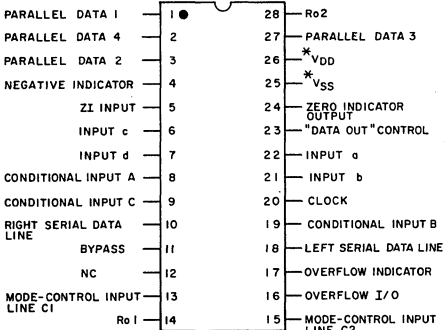 PARALLEL DATA 1 1 28 Ro2
PARALLEL DATA 4 2 27 PARALLEL DATA 3
PARALLEL DATA 2 3 26 *VDD
NEGATIVE INDICATOR 4 25 *VSS
ZI INPUT 5 24 ZERO INDICATOR
OUTPUT
INPUT c 6 23 "DATA OUT" CONTROL
INPUT d 7 22 INPUT a
CONDITIONAL INPUT A 8 21 INPUT b
CONDITIONAL INPUT C 9 20 CLOCK
RIGHT SERIAL DATA 10 19 CONDITIONAL INPUT B
LINE
BYPASS 11 18 LEFT SERIAL DATA LINE
NC 12 17 OVERFLOW INDICATOR
MODE-CONTROL INPUT 13 16 OVERFLOW I/O
LINE C1
Ro1 14 15 MODE-CONTROL INPUT
LINE C2